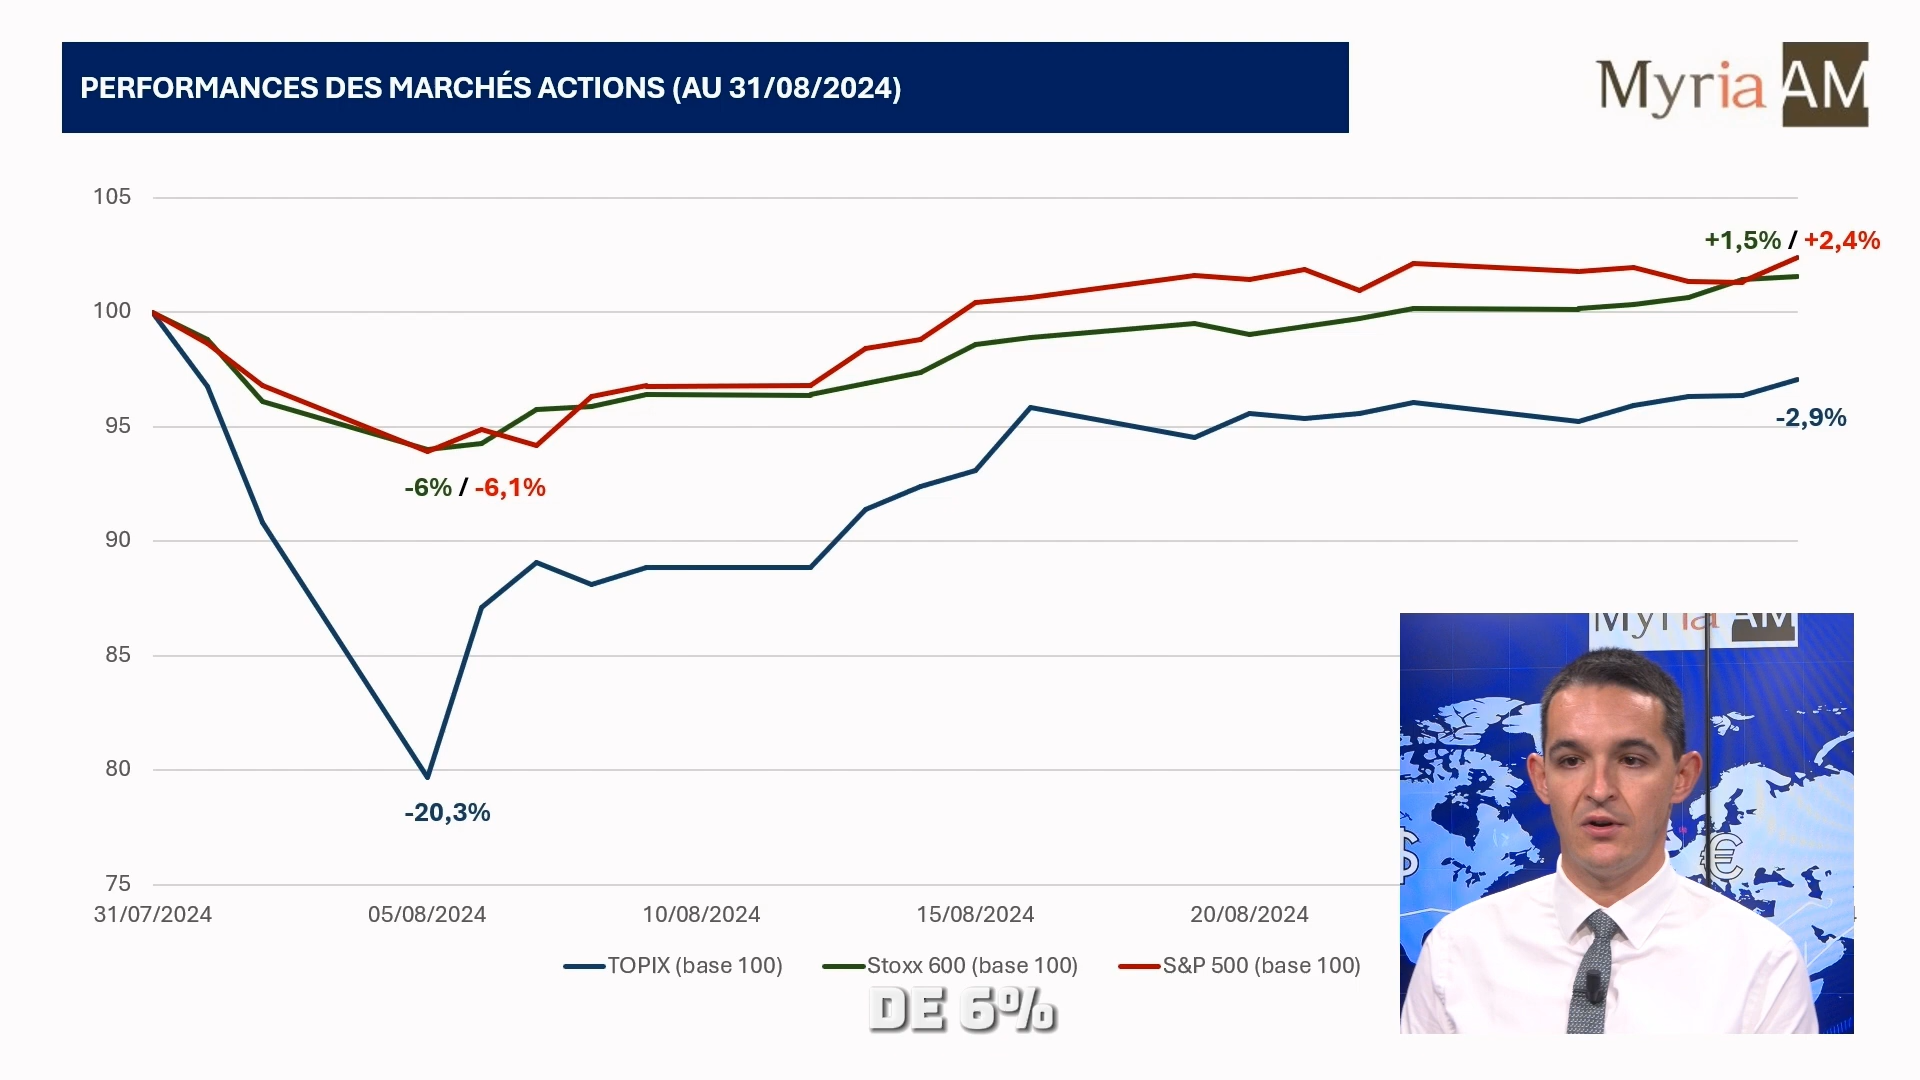 PERFORMANCES DES MARCHÉS ACTIONS (AU 31/08/2024)
Myria AM
105
+1,5% / +2,4%
100
-2,9%
95
-6% / -6,1%
90
85
80
-20,3%
75
31/07/2024 05/08/2024 10/08/2024 15/08/2024 20/08/2024
TOPIX (base 100) Stoxx 600 (base 100) S&P 500 (base 100)
DE 6%
Myria AM
$
€